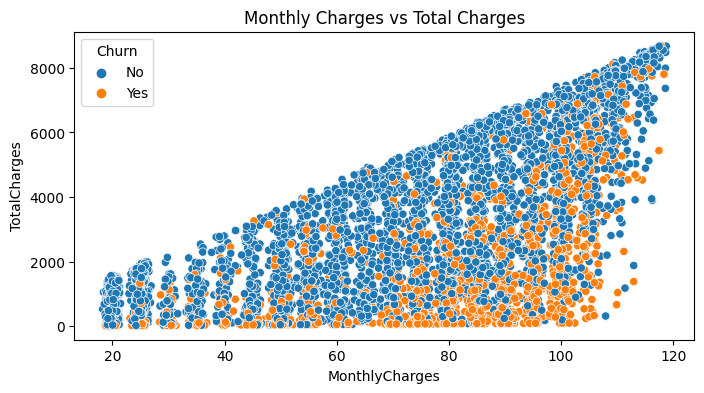 Monthly Charges vs Total Charges
Churn
No
Yes
8000
6000
4000
2000
0
TotalCharges
20 40 60 80 100 120
MonthlyCharges